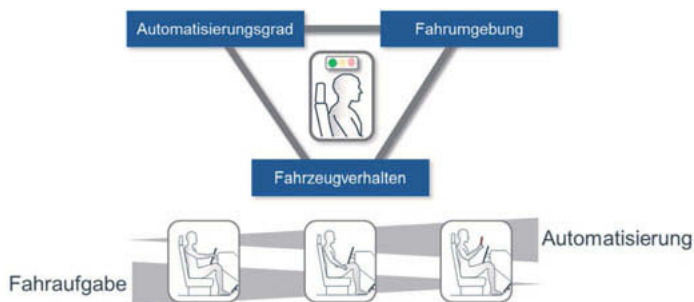 Automatisierungsgrad
Fahrumgebung
Fahrzeugverhalten
Automatisierung
Fahraufgabe